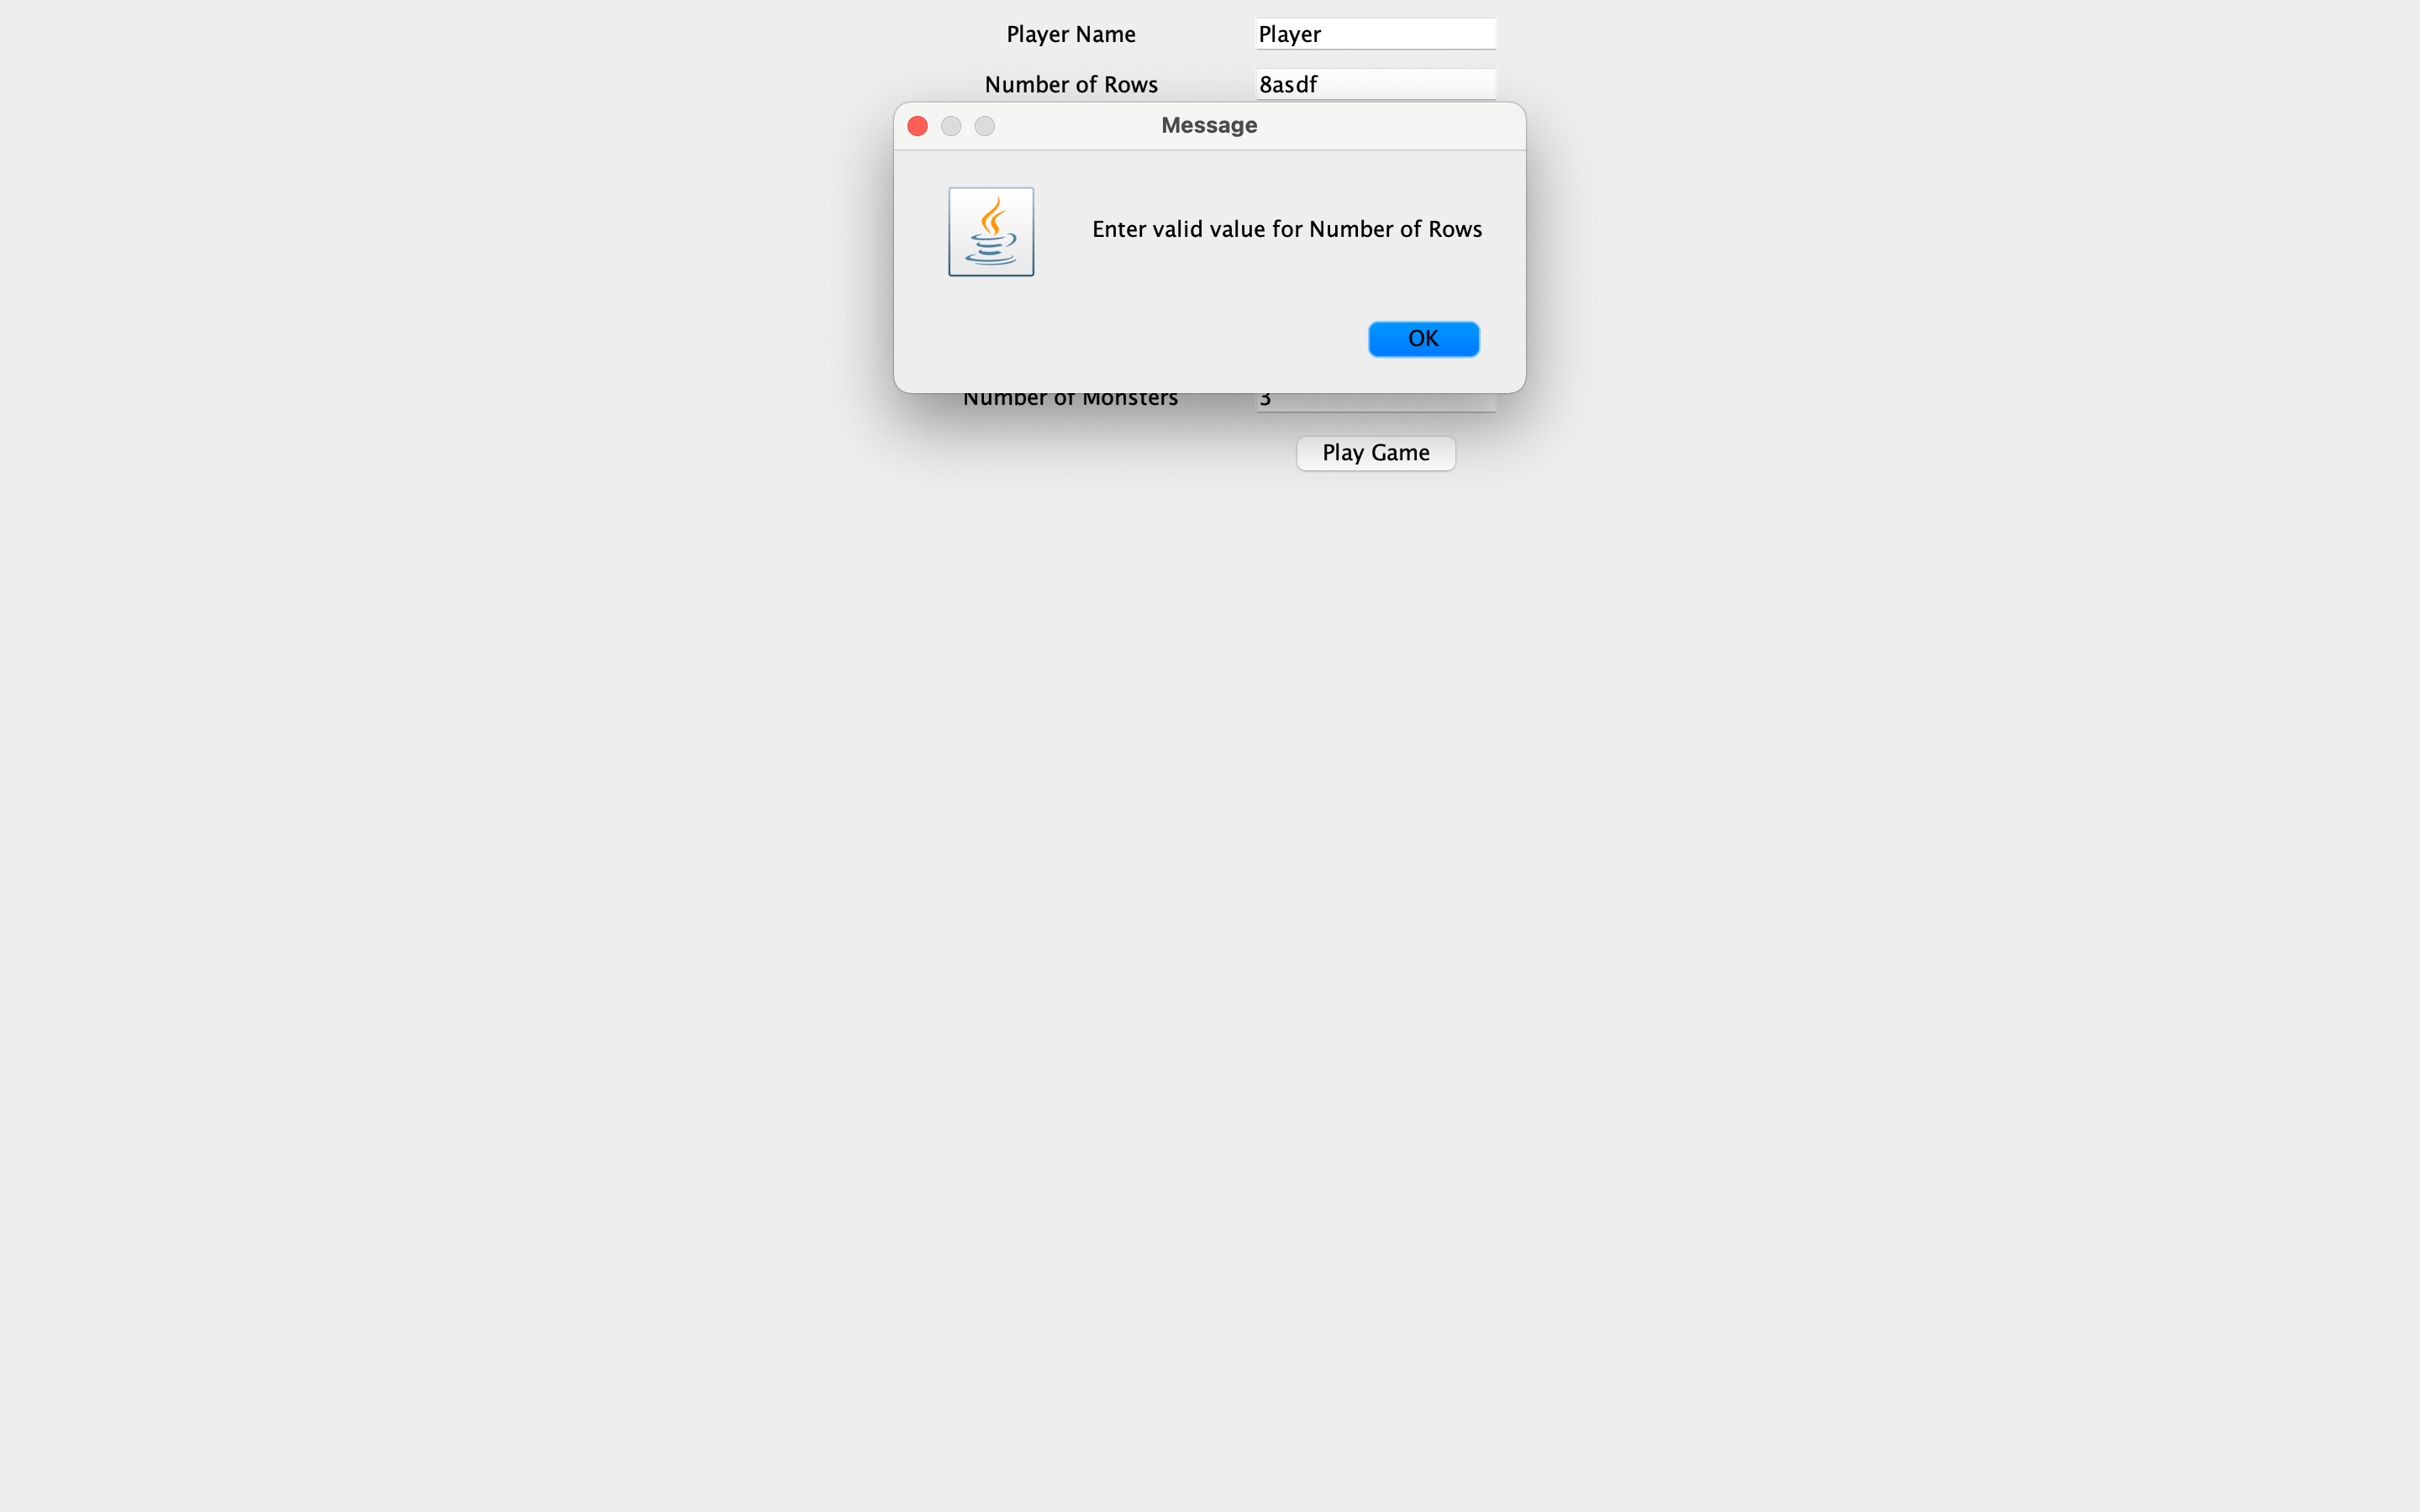 Player Name Player
Number of Rows 8asdf
Message
Enter valid value for Number of Rows
OK
Number of Monsters 3
Play Game